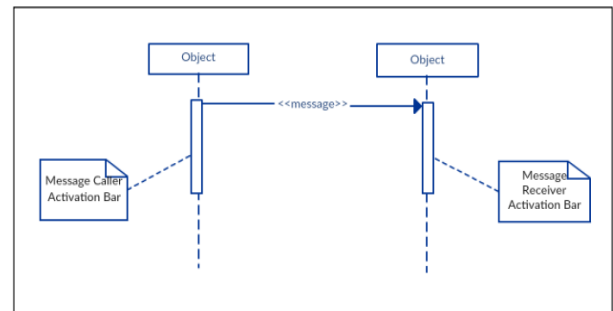 Object
Object
<<message>>
Message Caller
Activation Bar
Message
Receiver
Activation Bar